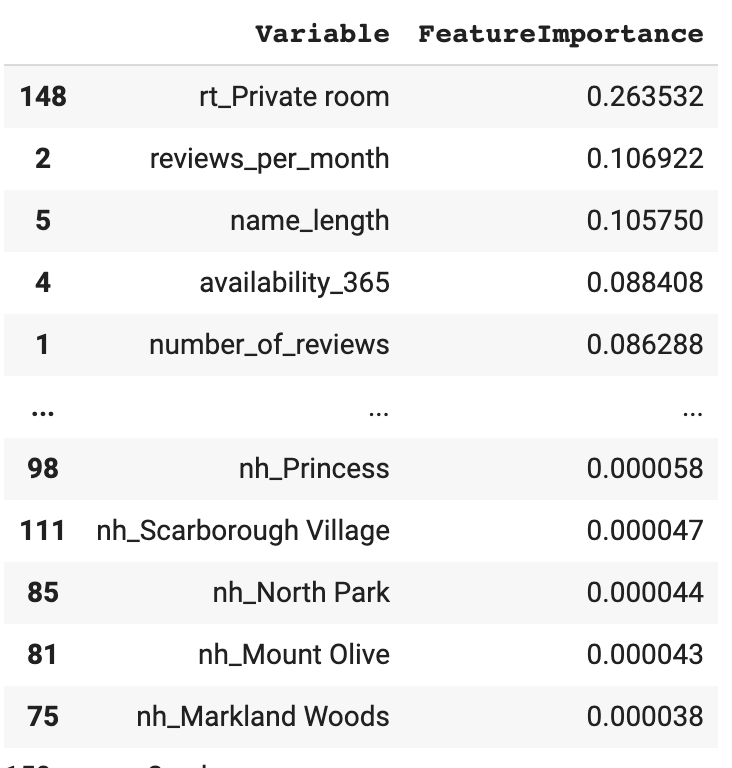 Variable FeatureImportance
148 rt_Private room 0.263532
2 reviews_per_month 0.106922
5 name_length 0.105750
4 availability_365 0.088408
1 number_of_reviews 0.086288
... ... ...
98 nh_Princess 0.000058
111 nh_Scarborough Village 0.000047
85 nh_North Park 0.000044
81 nh_Mount Olive 0.000043
75 nh_Markland Woods 0.000038